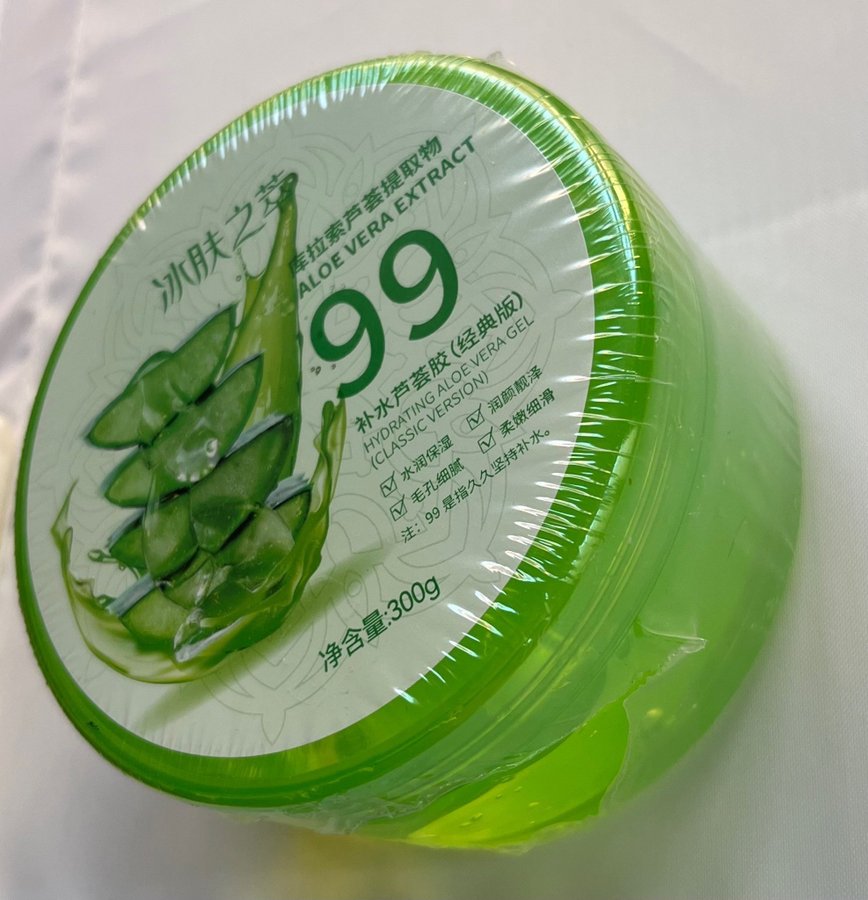 冰肤之萃
库拉索芦荟提取物
ALOE VERA EXTRACT
99
补水芦荟胶(经典版)
HYDRATING ALOE VERA GEL
(CLASSIC VERSION)
水润保湿 润颜靓泽
毛孔细腻 柔嫩细滑
注:99是指久久坚持补水。
净含量:300g